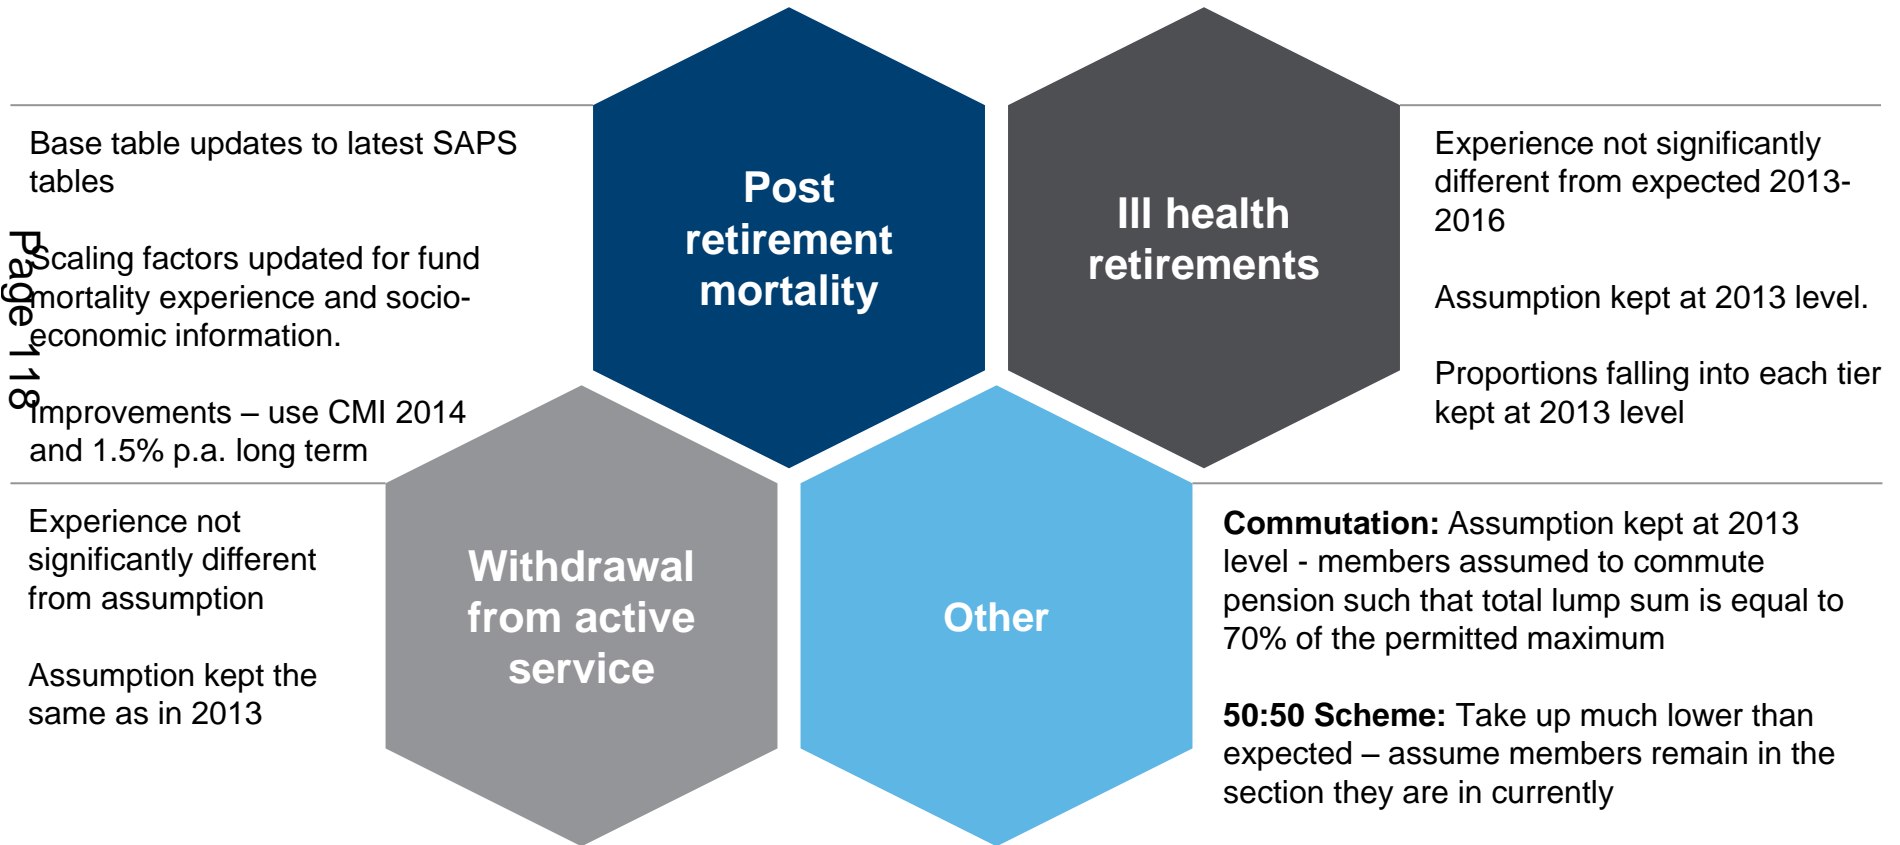 Base table updates to latest SAPS
tables
Scaling factors updated for fund
mortality experience and socio-
economic information.
Improvements – use CMI 2014
and 1.5% p.a. long term
Page 118
Post
retirement
mortality
Ill health
retirements
Experience not significantly
different from expected 2013-
2016
Assumption kept at 2013 level.
Proportions falling into each tier
kept at 2013 level
Experience not
significantly different
from assumption
Assumption kept the
same as in 2013
Withdrawal
from active
service
Other
Commutation: Assumption kept at 2013
level - members assumed to commute
pension such that total lump sum is equal to
70% of the permitted maximum
50:50 Scheme: Take up much lower than
expected – assume members remain in the
section they are in currently